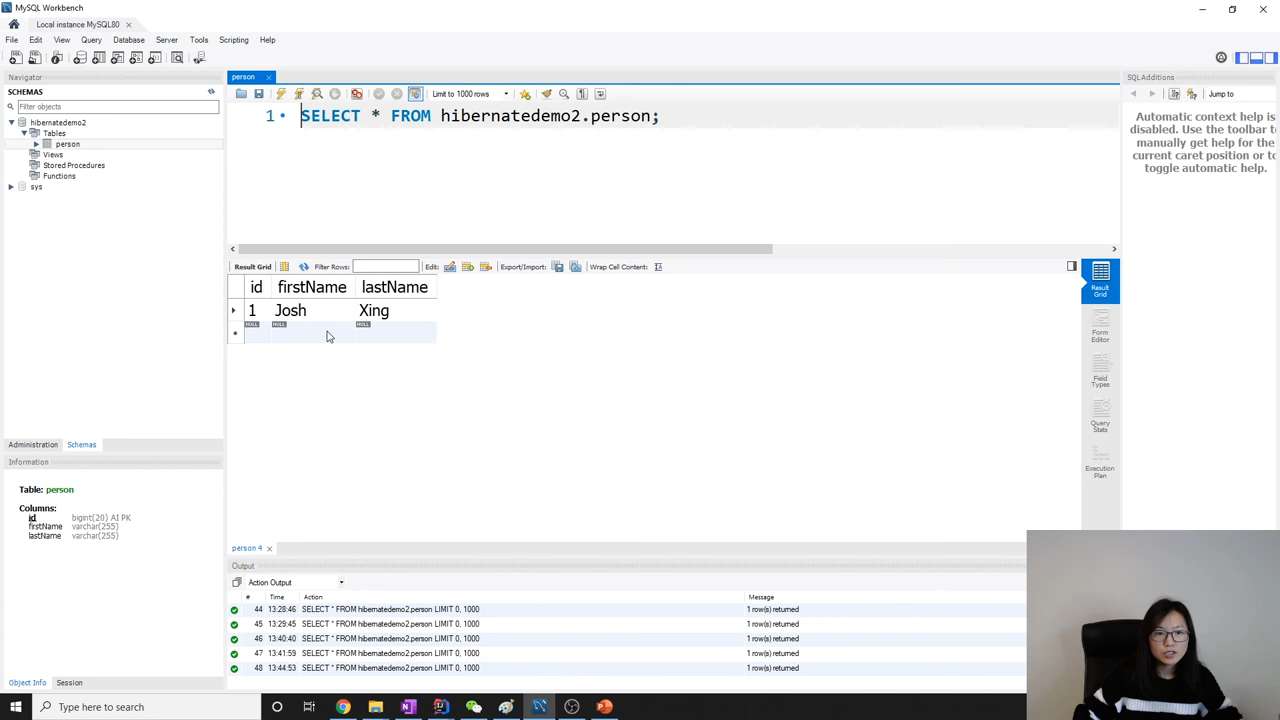 MySQL Workbench
Local instance MySQL80
File Edit View Query Database Server Tools Scripting Help
Navigator
SCHEMAS
Filter objects
hibernatedemo2
Tables
person
Views
Stored Procedures
Functions
sys
Administration Schemas
Information
Table: person
Columns:
id bigint(20) AI PK
firstName varchar(255)
lastName varchar(255)
Object Info Session
person
Limit to 1000 rows
1 SELECT * FROM hibernatedemo2.person;
Result Grid Filter Rows: Edit: Export/Import: Wrap Cell Content:
id firstName lastName
1 Josh Xing
NULL NULL NULL
person 4
Output
Action Output
# Time Action Message
44 13:28:46 SELECT * FROM hibernatedemo2.person LIMIT 0, 1000 1 row(s) returned
45 13:29:45 SELECT * FROM hibernatedemo2.person LIMIT 0, 1000 1 row(s) returned
46 13:40:40 SELECT * FROM hibernatedemo2.person LIMIT 0, 1000 1 row(s) returned
47 13:41:59 SELECT * FROM hibernatedemo2.person LIMIT 0, 1000 1 row(s) returned
48 13:44:53 SELECT * FROM hibernatedemo2.person LIMIT 0, 1000 1 row(s) returned
Result
Grid
Form
Editor
Field
Types
Query
Stats
Execution
Plan
SQLAdditions
Jump to
Automatic context help is
disabled. Use the toolbar to
manually get help for the
current caret position or to
toggle automatic help.
Type here to search